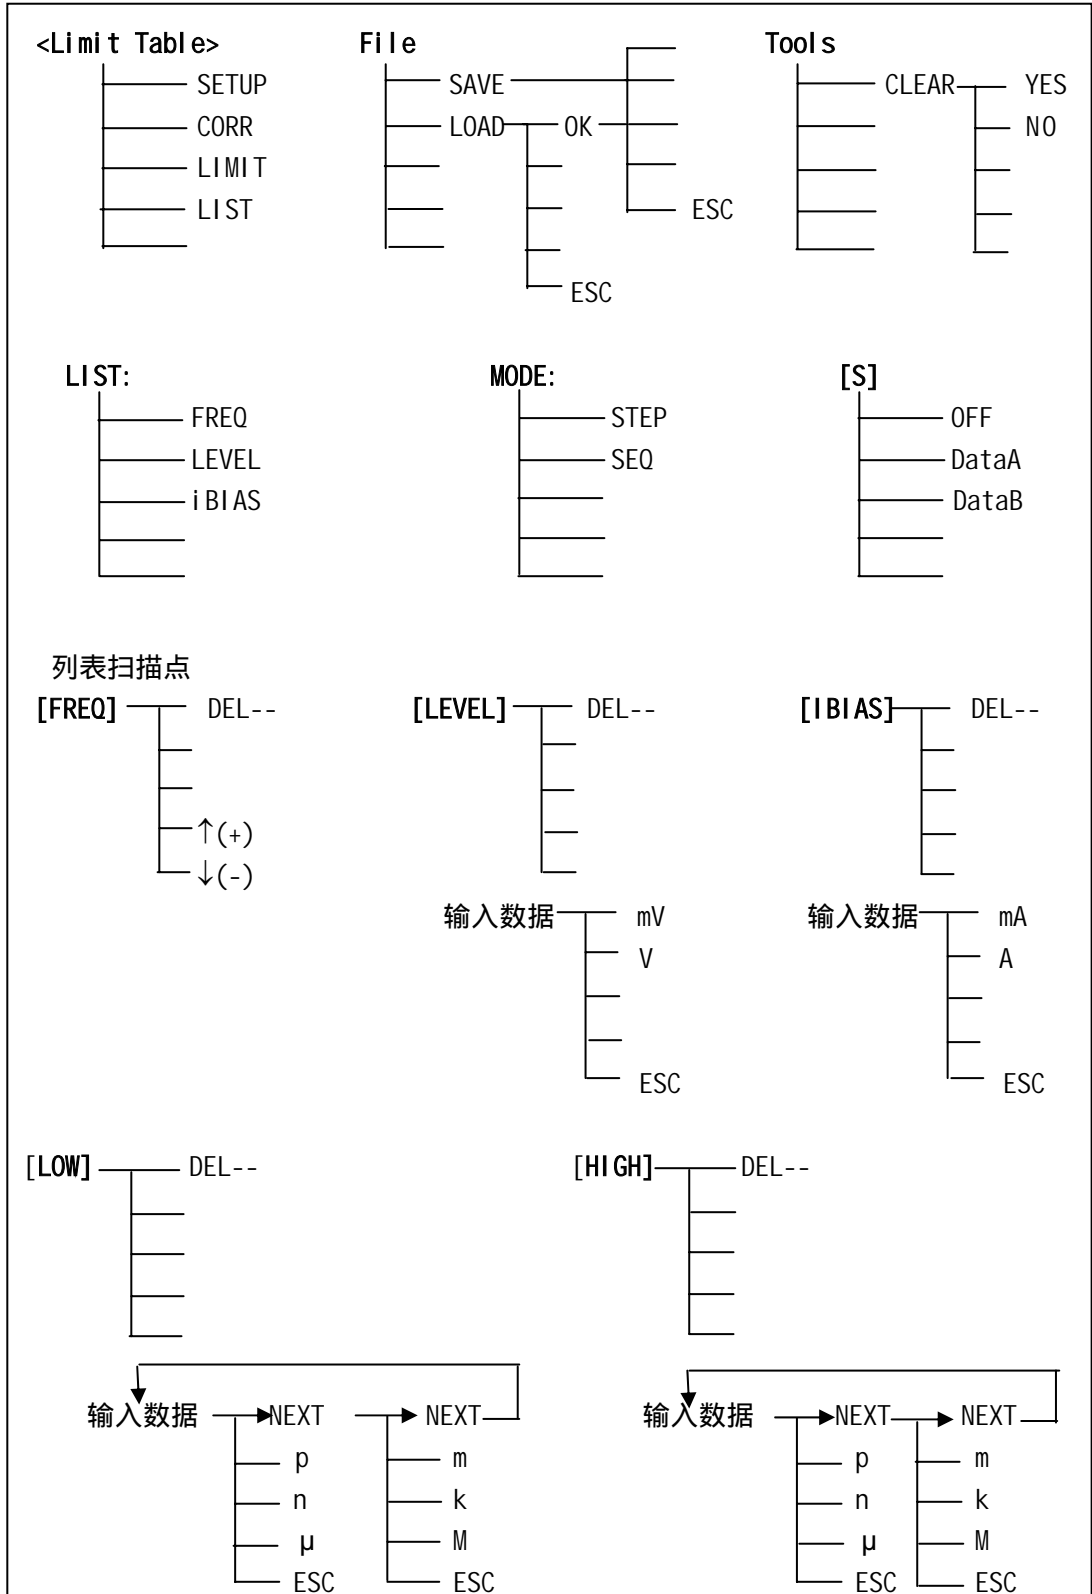 <Limit Table> File Tools
SETUP SAVE CLEAR YES
CORR LOAD OK NO
LIMIT
LIST ESC
ESC
LIST: MODE: [S]
FREQ STEP OFF
LEVEL SEQ DataA
iBIAS DataB
列表扫描点
[FREQ] DEL-- [LEVEL] DEL-- [IBIAS] DEL--
↑(+)
↓(-)
输入数据 mV 输入数据 mA
V A
ESC ESC
[LOW] DEL-- [HIGH] DEL--
输入数据 NEXT NEXT 输入数据 NEXT NEXT
p m p m
n k n k
μ M μ M
ESC ESC ESC ESC